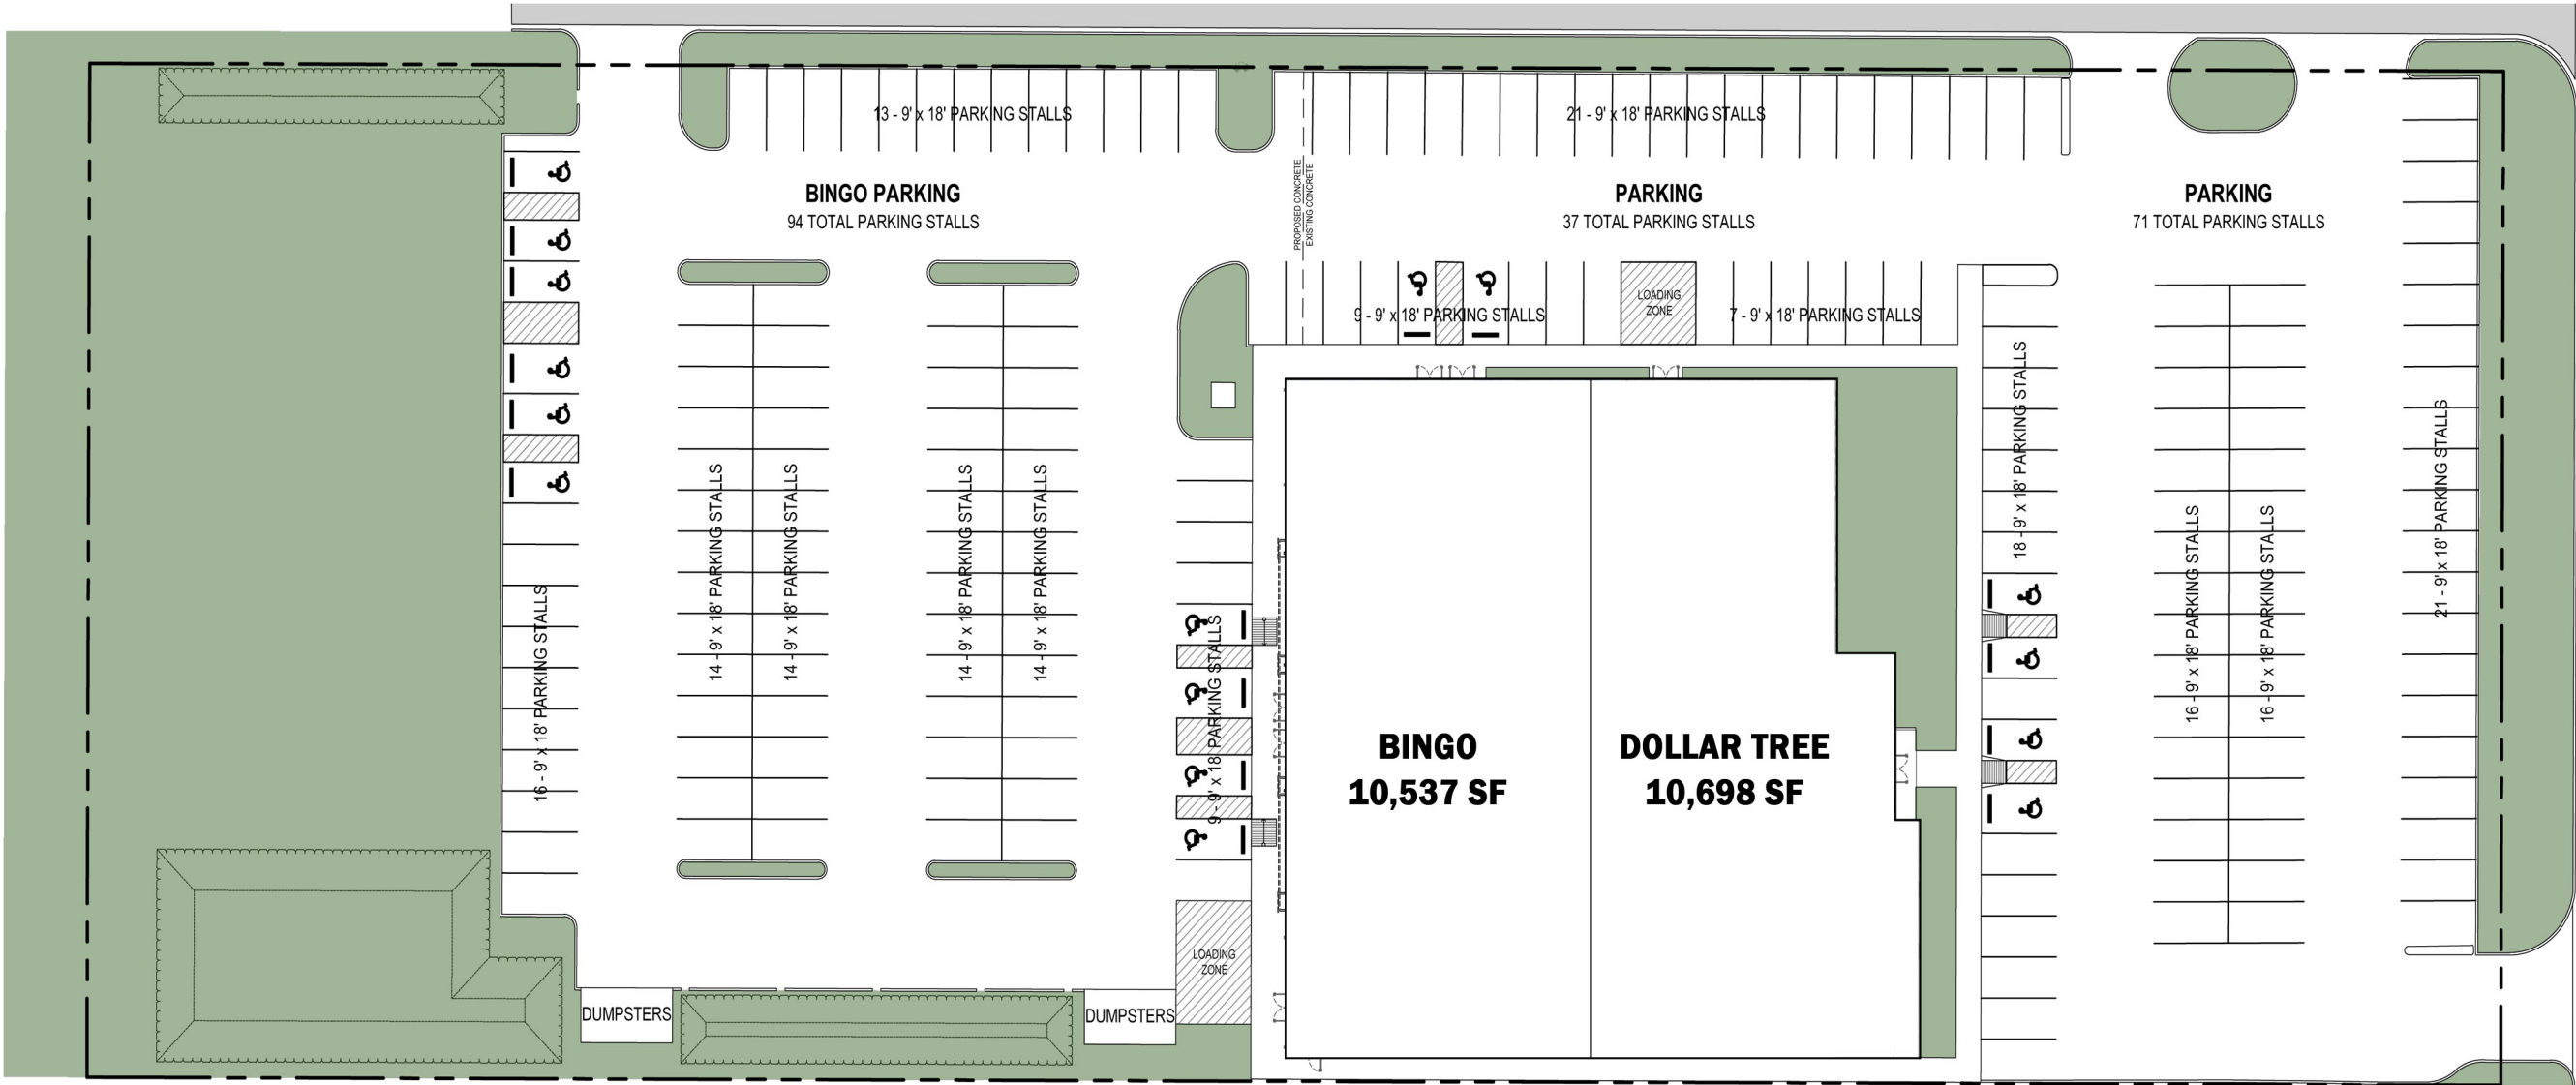 13 - 9' x 18' PARKING STALLS
21 - 9' x 18' PARKING STALLS
BINGO PARKING
94 TOTAL PARKING STALLS
PROPOSED CONCRETE
EXISTING CONCRETE
PARKING
37 TOTAL PARKING STALLS
PARKING
71 TOTAL PARKING STALLS
9 - 9' x 18' PARKING STALLS
LOADING
ZONE
7 - 9' x 18' PARKING STALLS
16 - 9' x 18' PARKING STALLS
14 - 9' x 18' PARKING STALLS
14 - 9' x 18' PARKING STALLS
14 - 9' x 18' PARKING STALLS
14 - 9' x 18' PARKING STALLS
9 - 9' x 18' PARKING STALLS
18 - 9' x 18' PARKING STALLS
16 - 9' x 18' PARKING STALLS
16 - 9' x 18' PARKING STALLS
21 - 9' x 18' PARKING STALLS
BINGO
10,537 SF
DOLLAR TREE
10,698 SF
LOADING
ZONE
DUMPSTERS
DUMPSTERS